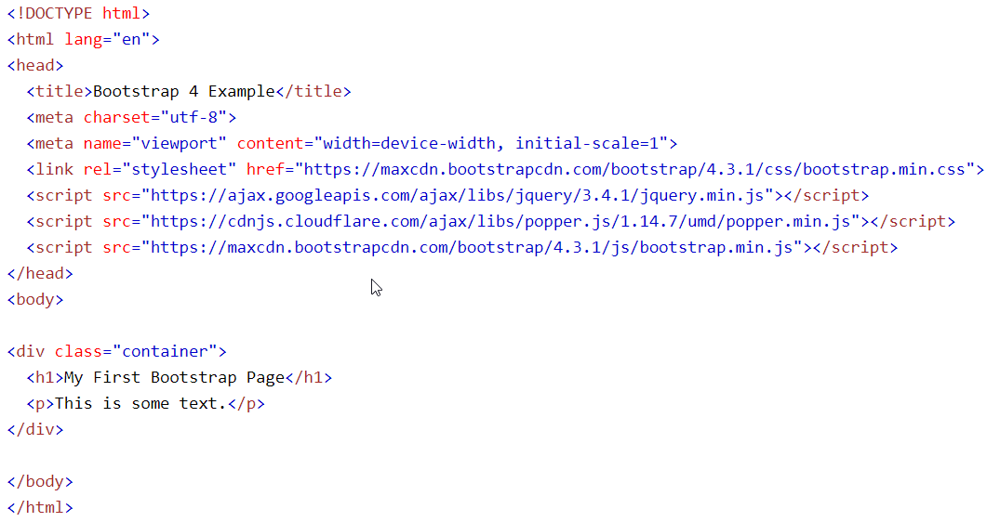 <!DOCTYPE html>
<html lang="en">
<head>
  <title>Bootstrap 4 Example</title>
  <meta charset="utf-8">
  <meta name="viewport" content="width=device-width, initial-scale=1">
  <link rel="stylesheet" href="https://maxcdn.bootstrapcdn.com/bootstrap/4.3.1/css/bootstrap.min.css">
  <script src="https://ajax.googleapis.com/ajax/libs/jquery/3.4.1/jquery.min.js"></script>
  <script src="https://cdnjs.cloudflare.com/ajax/libs/popper.js/1.14.7/umd/popper.min.js"></script>
  <script src="https://maxcdn.bootstrapcdn.com/bootstrap/4.3.1/js/bootstrap.min.js"></script>
</head>
<body>

<div class="container">
  <h1>My First Bootstrap Page</h1>
  <p>This is some text.</p>
</div>

</body>
</html>